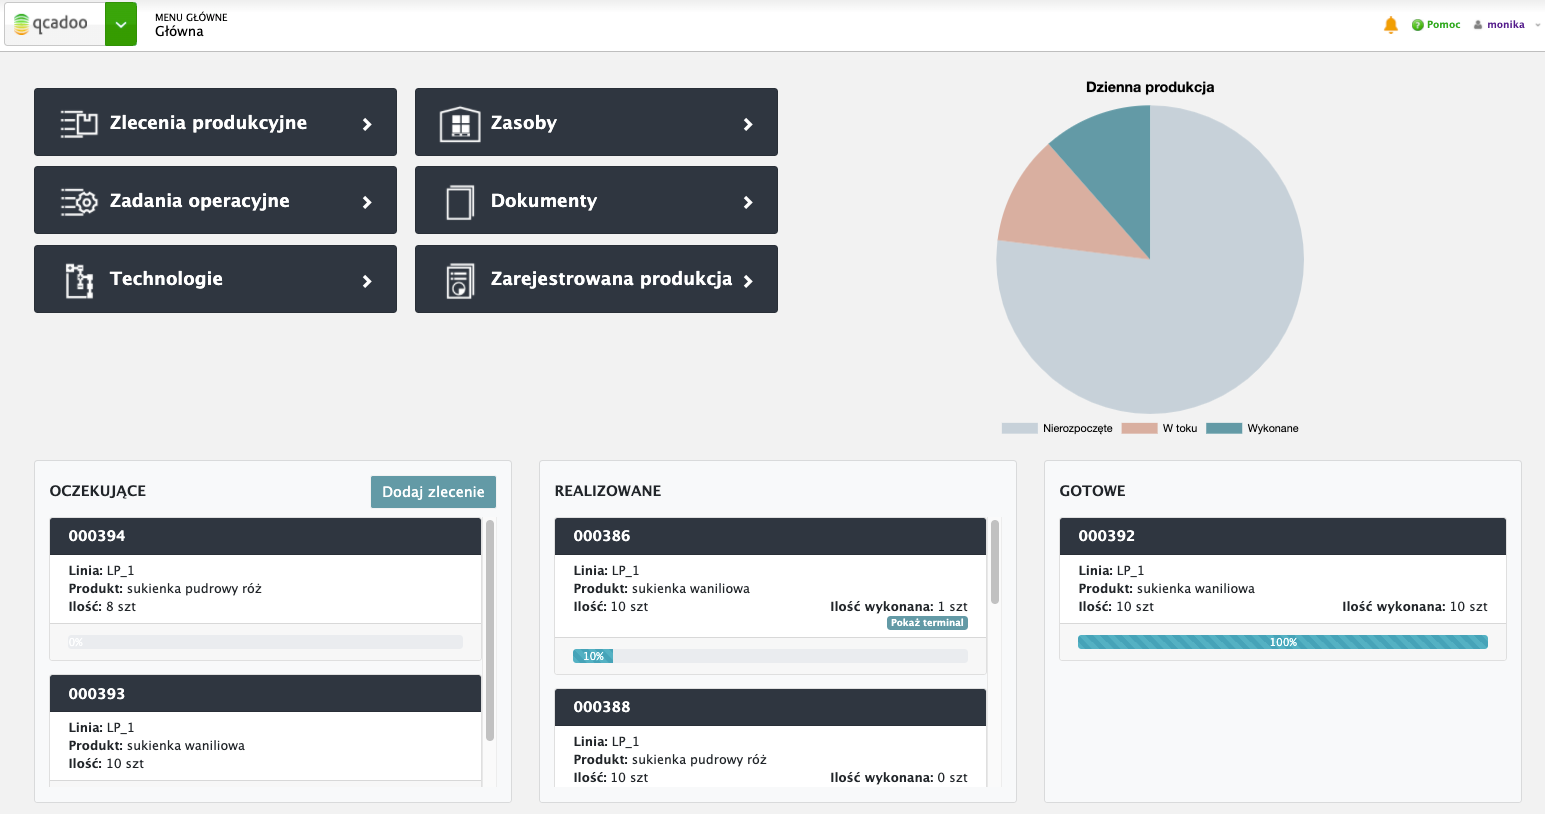 qcadoo
MENU GŁÓWNE
Główna
Pomoc
monika
Zlecenia produkcyjne
Zasoby
Zadania operacyjne
Dokumenty
Technologie
Zarejestrowana produkcja
Dzienna produkcja
Nierozpoczęte W toku Wykonane
OCZEKUJĄCE
Dodaj zlecenie
000394
Linia: LP_1
Produkt: sukienka pudrowy róż
Ilość: 8 szt
0%
000393
Linia: LP_1
Produkt: sukienka waniliowa
Ilość: 10 szt
REALIZOWANE
000386
Linia: LP_1
Produkt: sukienka waniliowa
Ilość: 10 szt Ilość wykonana: 1 szt
Pokaż terminal
10%
000388
Linia: LP_1
Produkt: sukienka pudrowy róż
Ilość: 10 szt Ilość wykonana: 0 szt
GOTOWE
000392
Linia: LP_1
Produkt: sukienka waniliowa
Ilość: 10 szt Ilość wykonana: 10 szt
100%